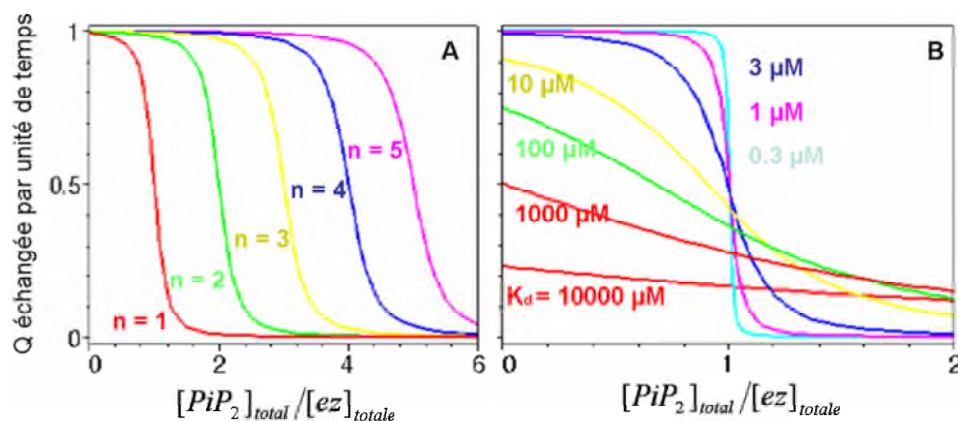 Q échangée par unité de temps
1
0.5
0
A
n = 1
n = 2
n = 3
n = 4
n = 5
0 2 4 6
[PiP₂]total/[ez]totale
B
10 µM
100 µM
1000 µM
Kd = 10000 µM
3 µM
1 µM
0.3 µM
0 1 2
[PiP₂]total/[ez]totale